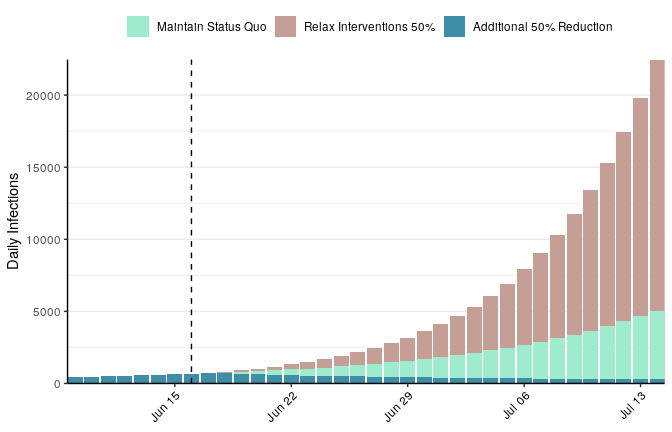 Maintain Status Quo Relax Interventions 50% Additional 50% Reduction
Daily Infections
20000
15000
10000
5000
0
Jun 15 Jun 22 Jun 29 Jul 06 Jul 13